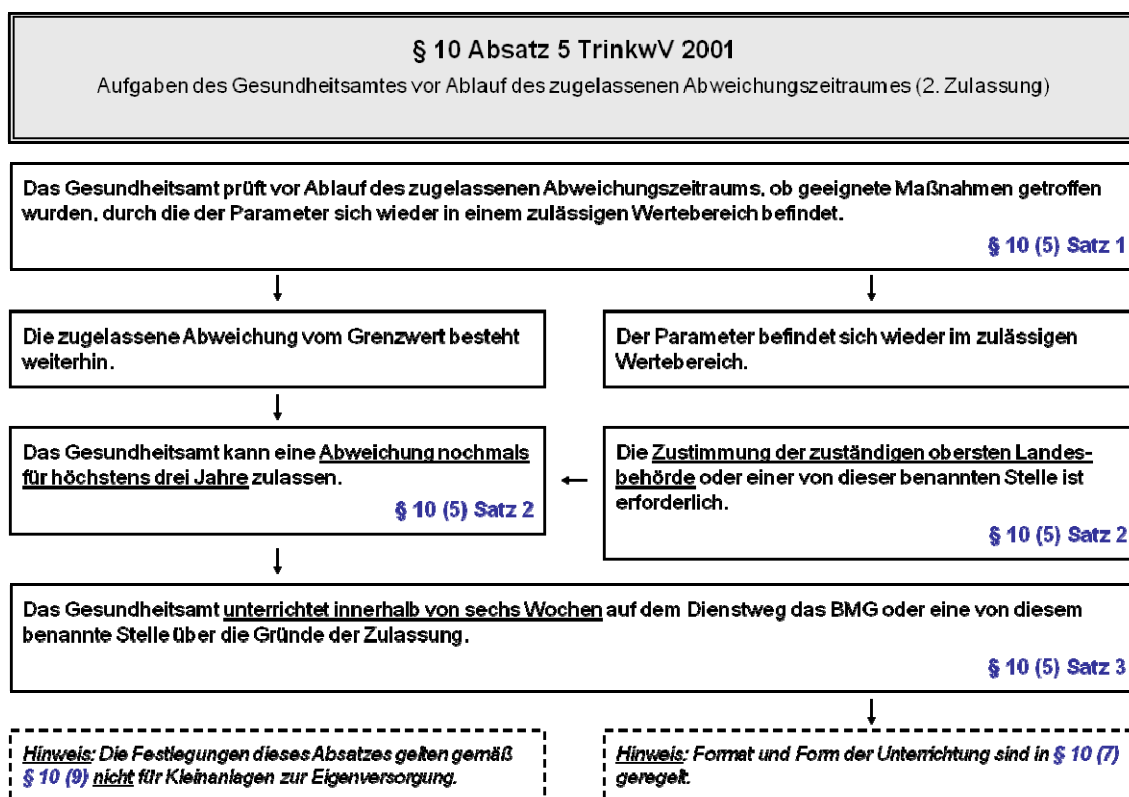 § 10 Absatz 5 TrinkwV 2001
Aufgaben des Gesundheitsamtes vor Ablauf des zugelassenen Abweichungszeitraumes (2. Zulassung)
Das Gesundheitsamt prüft vor Ablauf des zugelassenen Abweichungszeitraums, ob geeignete Maßnahmen getroffen
wurden, durch die der Parameter sich wieder in einem zulässigen Wertebereich befindet.
§ 10 (5) Satz 1
Die zugelassene Abweichung vom Grenzwert besteht
weiterhin.
Der Parameter befindet sich wieder im zulässigen
Wertebereich.
Das Gesundheitsamt kann eine Abweichung nochmals
für höchstens drei Jahre zulassen.
§ 10 (5) Satz 2
Die Zustimmung der zuständigen obersten Landes-
behörde oder einer von dieser benannten Stelle ist
erforderlich.
§ 10 (5) Satz 2
Das Gesundheitsamt unterrichtet innerhalb von sechs Wochen auf dem Dienstweg das BMG oder eine von diesem
benannte Stelle über die Gründe der Zulassung.
§ 10 (5) Satz 3
Hinweis: Die Festlegungen dieses Absatzes gelten gemäß
§ 10 (9) nicht für Kleinanlagen zur Eigenversorgung.
Hinweis: Format und Form der Unterrichtung sind in § 10 (7)
geregelt.